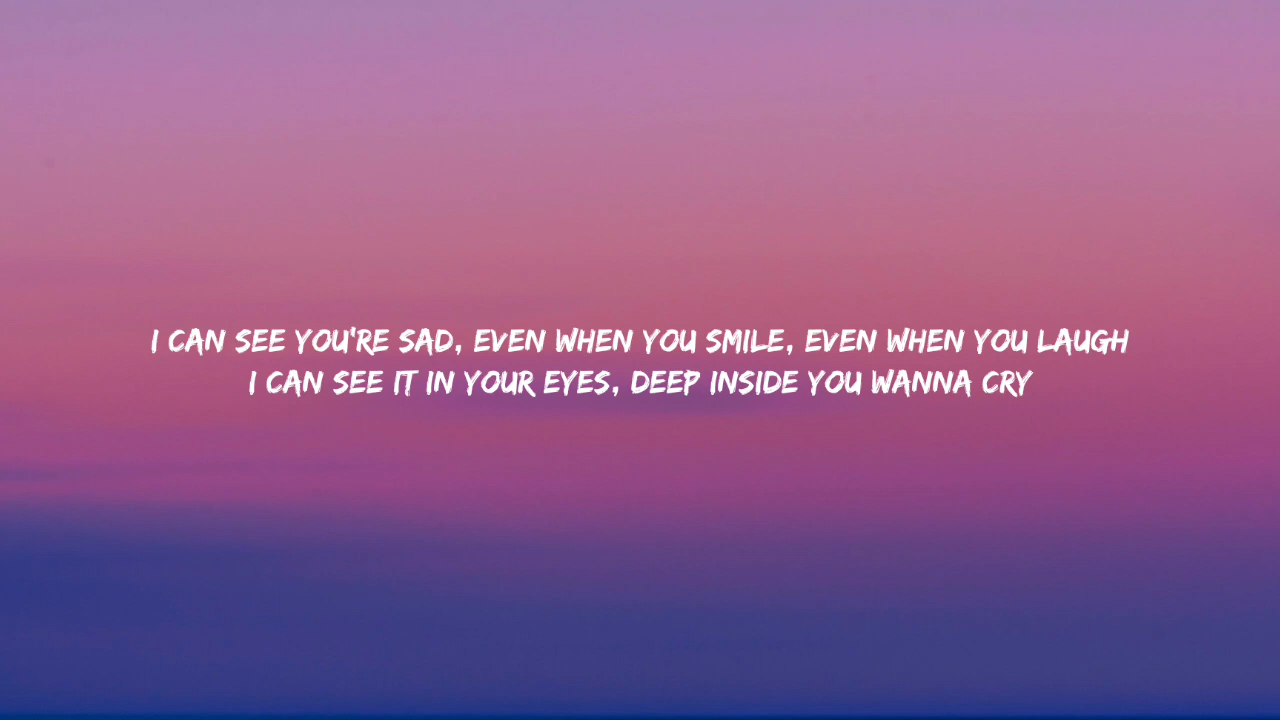 I CAN SEE YOU'RE SAD, EVEN WHEN YOU SMILE, EVEN WHEN YOU LAUGH
I CAN SEE IT IN YOUR EYES, DEEP INSIDE YOU WANNA CRY